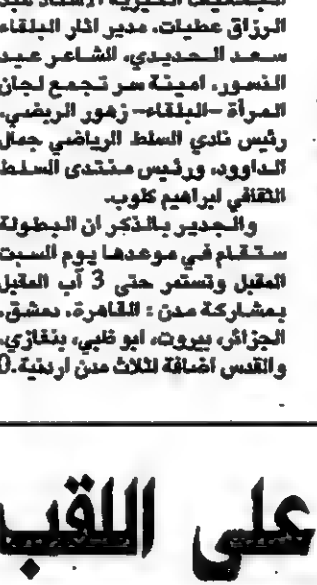 الرزاق عطيات، مدير اثار البلقاء
سعد الحديدي، الشاعر عيد
النسور، امينة سر تجمع لجان
المرأة -البلقاء- زهور الريضي،
رئيس نادي السلط الرياضي جمال
الداوود، ورئيس منتدى السلط
الثقافي ابراهيم كلوب.
والجدير بالذكر ان البطولة
ستقام في موعدها يوم السبت
المقبل وتستمر حتى 3 آب المقبل
بمشاركة مدن : القاهرة، دمشق،
الجزائر، بيروت، ابو ظبي، بنغازي،
والقدس اضافة لثلاث مدن اردنية.0
على اللقب